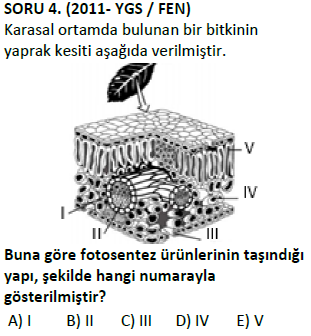 SORU 4. (2011- YGS / FEN)
Karasal ortamda bulunan bir bitkinin
yaprak kesiti aşağıda verilmiştir.
V
IV
I
II
III
Buna göre fotosentez ürünlerinin taşındığı
yapı, şekilde hangi numarayla
gösterilmiştir?
A) I B) II C) III D) IV E) V